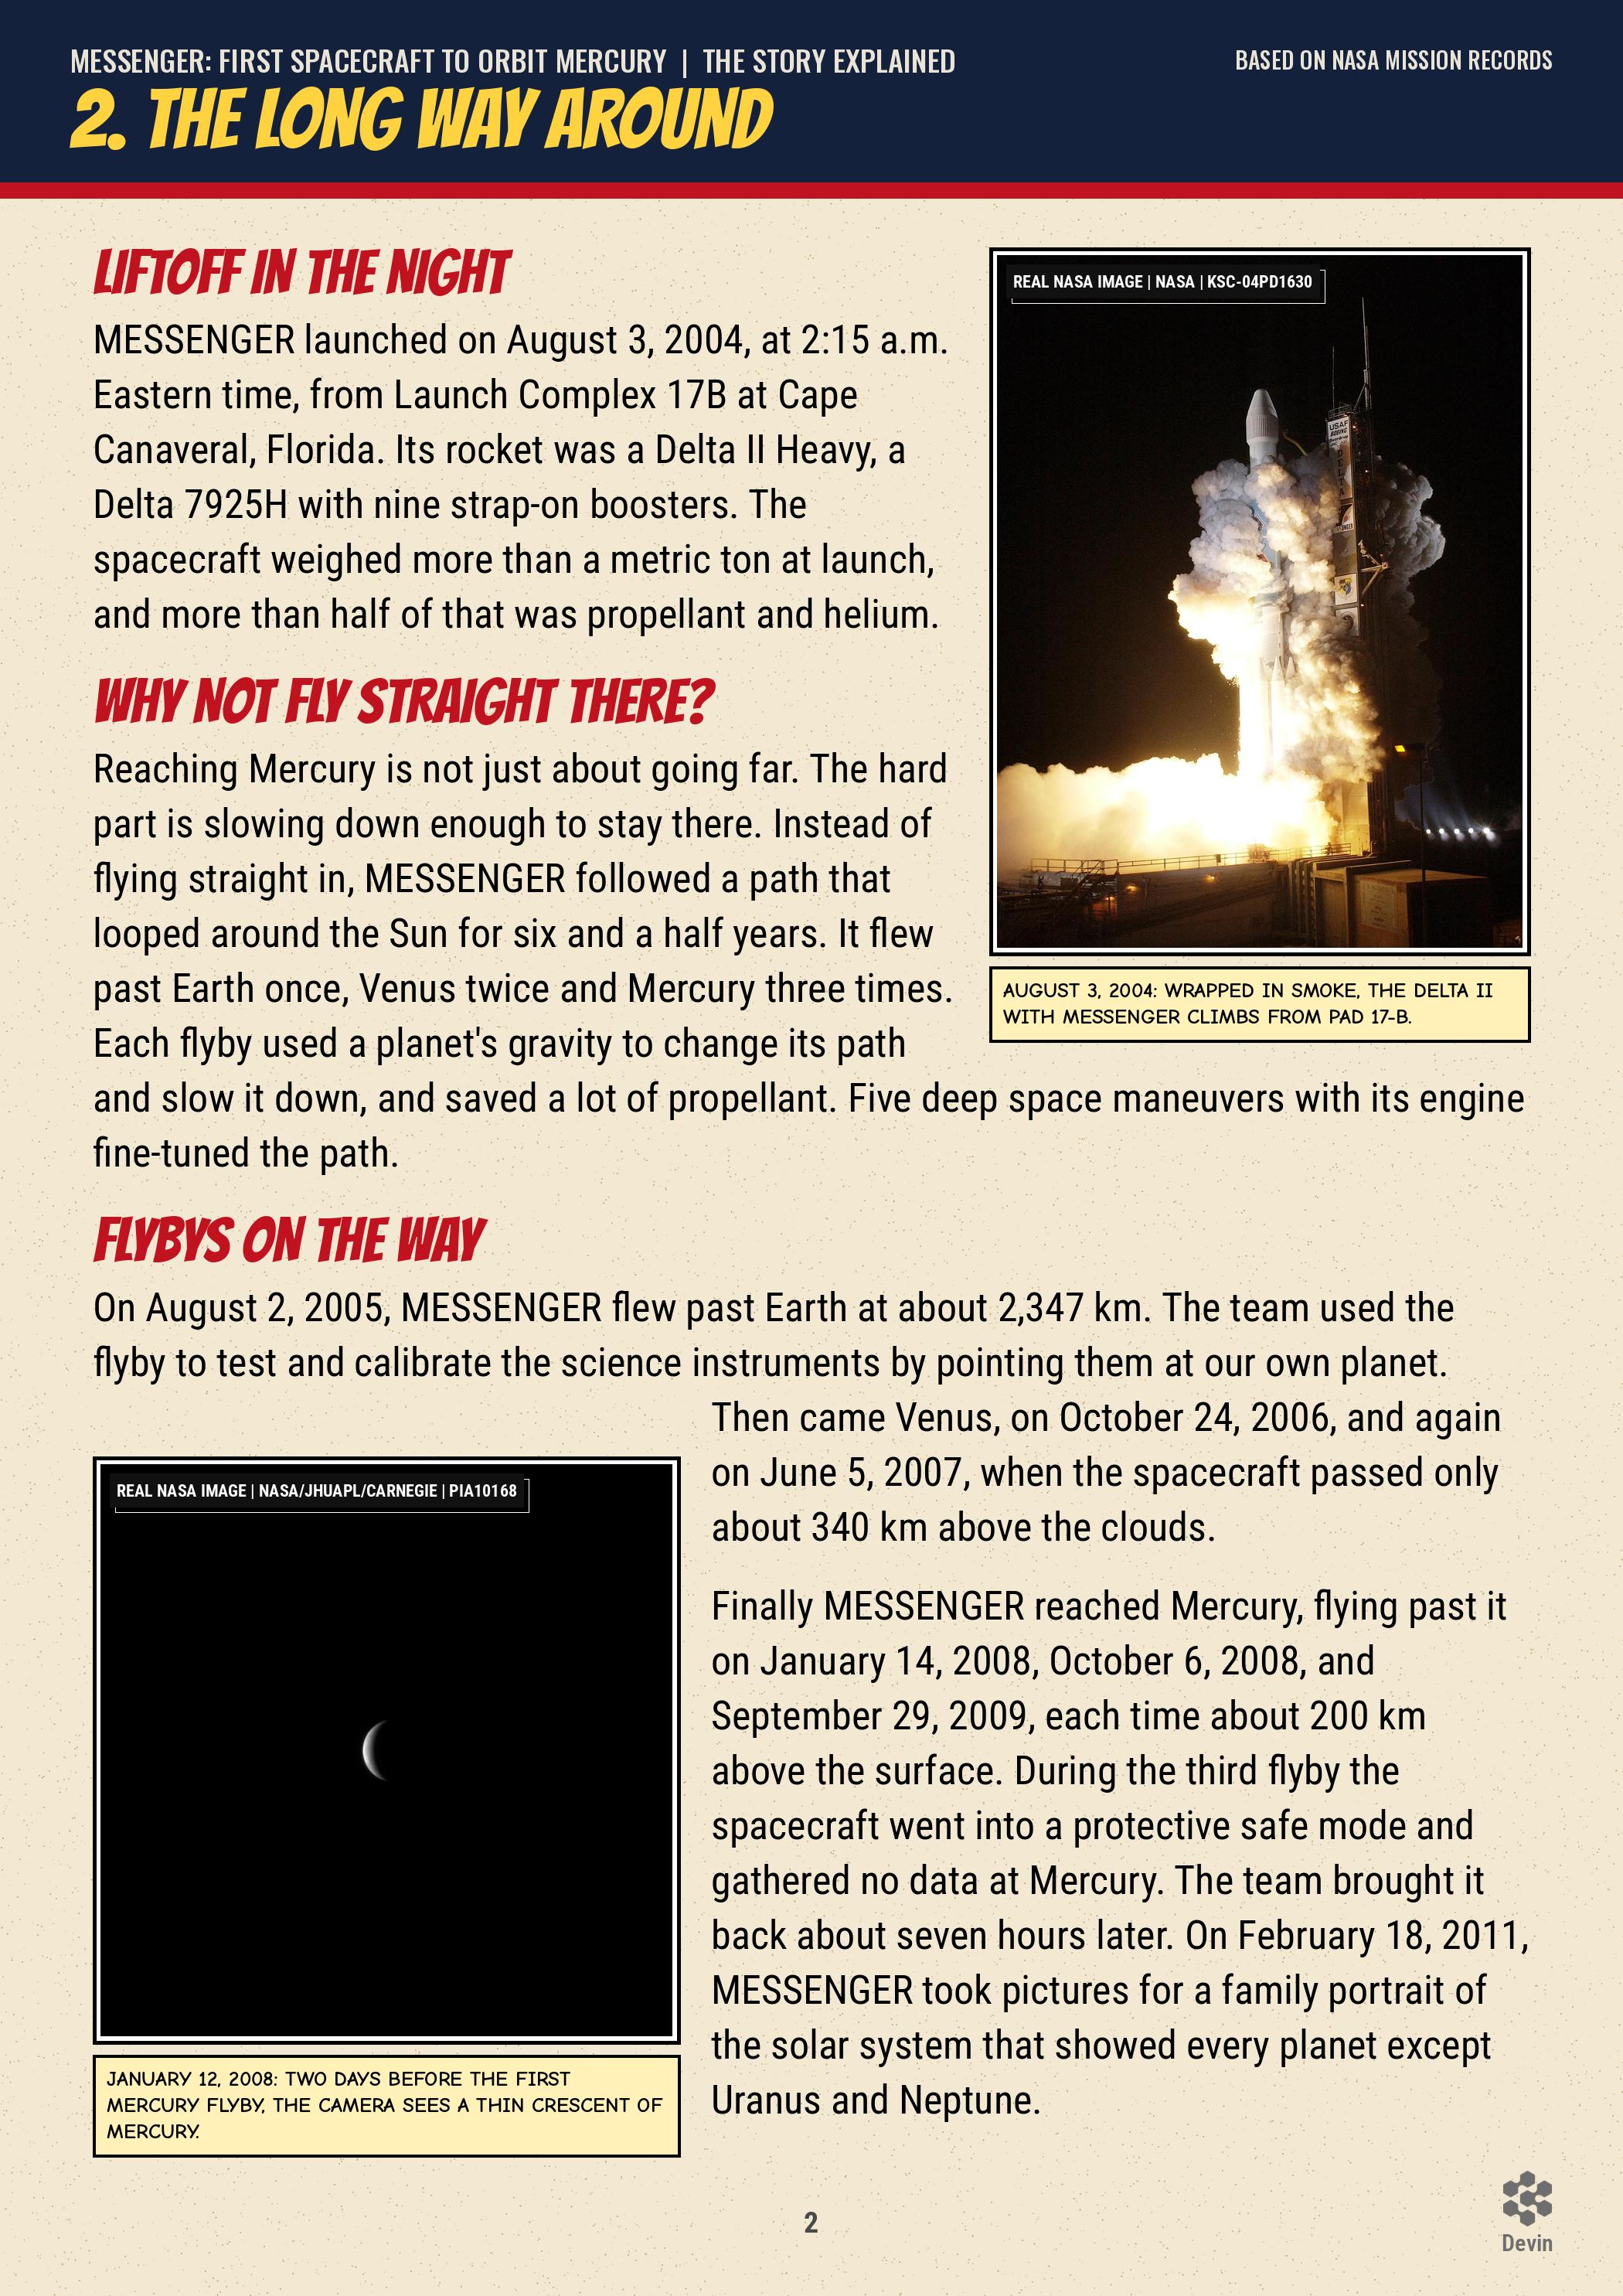 MESSENGER: FIRST SPACECRAFT TO ORBIT MERCURY | THE STORY EXPLAINED
BASED ON NASA MISSION RECORDS
2. THE LONG WAY AROUND
LIFTOFF IN THE NIGHT
MESSENGER launched on August 3, 2004, at 2:15 a.m.
Eastern time, from Launch Complex 17B at Cape
Canaveral, Florida. Its rocket was a Delta II Heavy, a
Delta 7925H with nine strap-on boosters. The
spacecraft weighed more than a metric ton at launch,
and more than half of that was propellant and helium.
REAL NASA IMAGE | NASA | KSC-04PD1630
USAF
DELTA
AUGUST 3, 2004: WRAPPED IN SMOKE, THE DELTA II
WITH MESSENGER CLIMBS FROM PAD 17-B.
WHY NOT FLY STRAIGHT THERE?
Reaching Mercury is not just about going far. The hard
part is slowing down enough to stay there. Instead of
flying straight in, MESSENGER followed a path that
looped around the Sun for six and a half years. It flew
past Earth once, Venus twice and Mercury three times.
Each flyby used a planet's gravity to change its path
and slow it down, and saved a lot of propellant. Five deep space maneuvers with its engine
fine-tuned the path.
FLYBYS ON THE WAY
On August 2, 2005, MESSENGER flew past Earth at about 2,347 km. The team used the
flyby to test and calibrate the science instruments by pointing them at our own planet.
Then came Venus, on October 24, 2006, and again
on June 5, 2007, when the spacecraft passed only
about 340 km above the clouds.
REAL NASA IMAGE | NASA/JHUAPL/CARNEGIE | PIA10168
JANUARY 12, 2008: TWO DAYS BEFORE THE FIRST
MERCURY FLYBY, THE CAMERA SEES A THIN CRESCENT OF
MERCURY.
Finally MESSENGER reached Mercury, flying past it
on January 14, 2008, October 6, 2008, and
September 29, 2009, each time about 200 km
above the surface. During the third flyby the
spacecraft went into a protective safe mode and
gathered no data at Mercury. The team brought it
back about seven hours later. On February 18, 2011,
MESSENGER took pictures for a family portrait of
the solar system that showed every planet except
Uranus and Neptune.
2
Devin